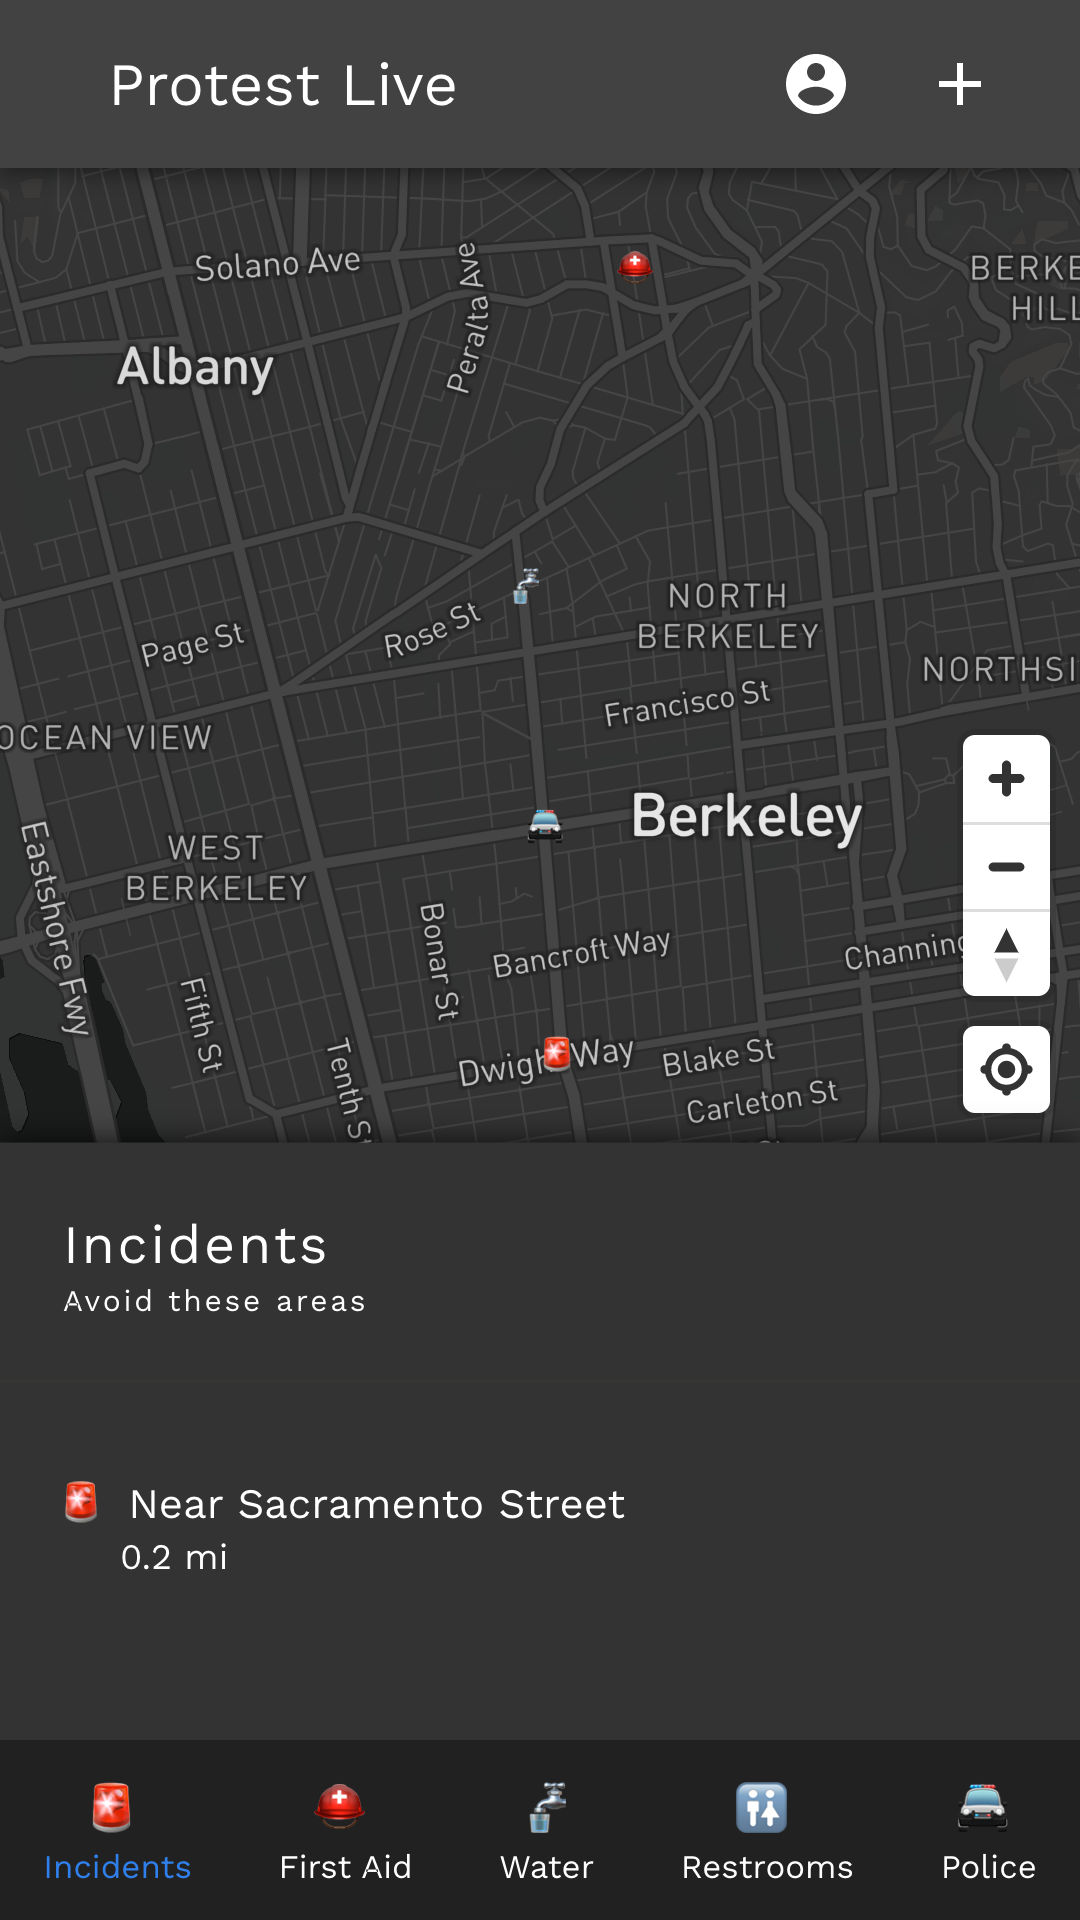 Protest Live
Solano Ave
Peralta Ave
BERKE
HILL
Albany
NORTH
BERKELEY
Page St
Rose St
NORTHSI
Francisco St
OCEAN VIEW
Berkeley
WEST
BERKELEY
Eastshore Fwy
Bonar St
Bancroft Way
Channing
Fifth St
Tenth St
Dwigh Way
Blake St
Carleton St
Incidents
Avoid these areas
Near Sacramento Street
0.2 mi
Incidents
First Aid
Water
Restrooms
Police